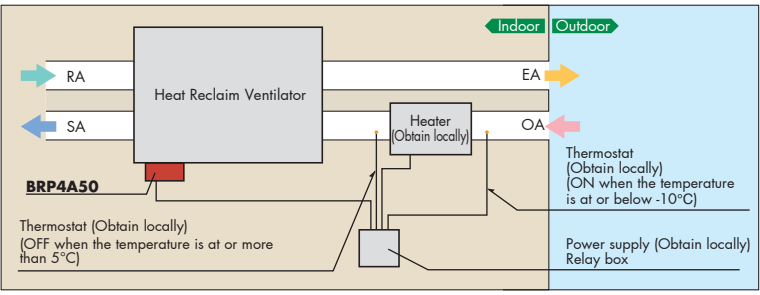 Indoor Outdoor
RA
EA
Heat Reclaim Ventilator
SA
Heater
(Obtain locally)
OA
Thermostat
(Obtain locally)
(ON when the temperature
is at or below -10°C)
BRP4A50
Thermostat (Obtain locally)
(OFF when the temperature is at or more
than 5°C)
Power supply (Obtain locally)
Relay box